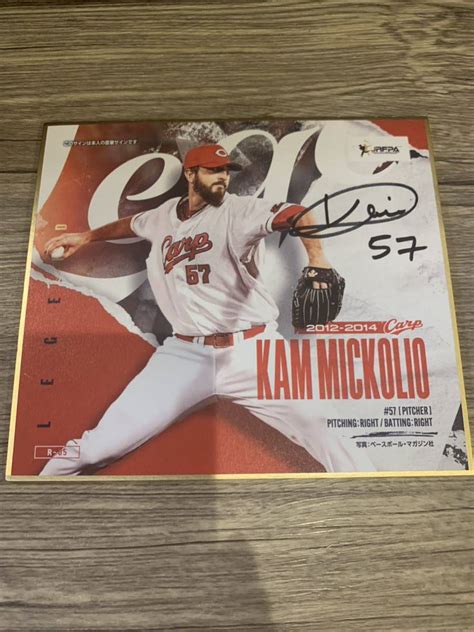 ※サインは本人の直筆サインです
JRFPA
Carp
57
57
LEGE D
2012-2014 Carp
KAM MICKOLIO
#57 [PITCHER]
PITCHING:RIGHT / BATTING:RIGHT
写真:ベースボール・マガジン社